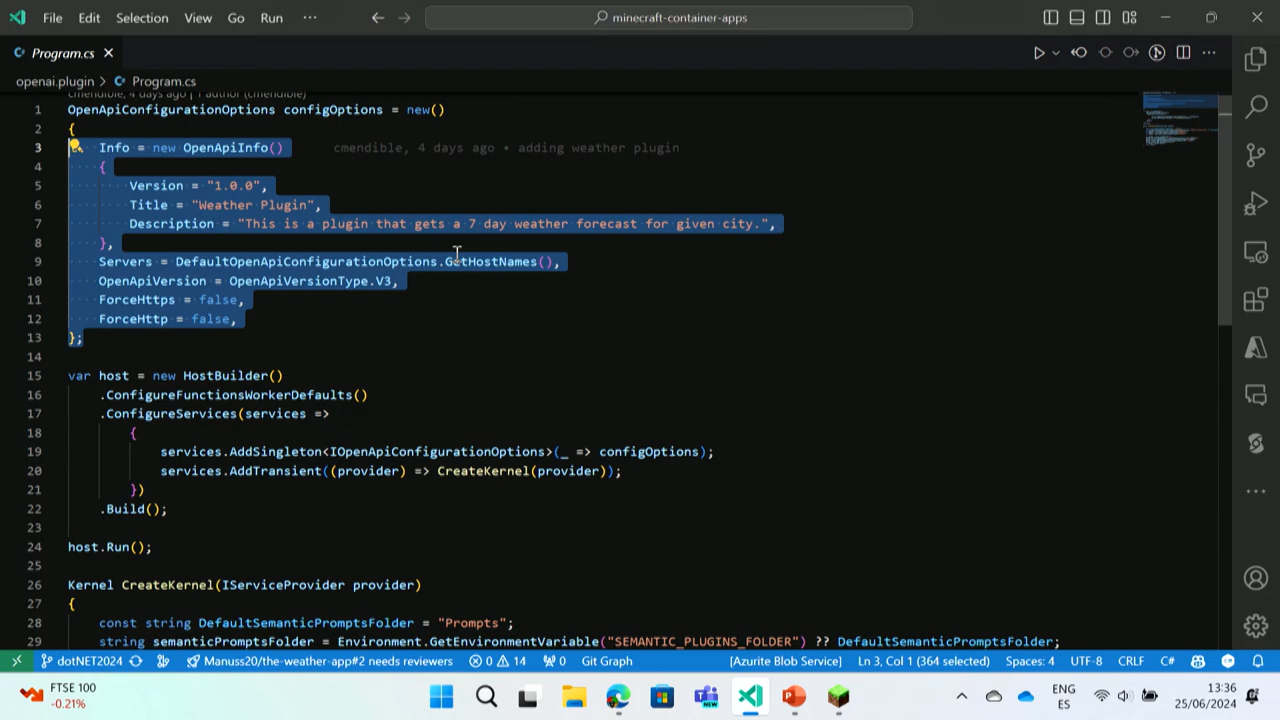 File Edit Selection View Go Run ··· minecraft-container-apps
Program.cs
openai.plugin > Program.cs
cmendible, 4 days ago | 1 author (cmendible)
1 OpenApiConfigurationOptions configOptions = new()
2 {
3 Info = new OpenApiInfo() cmendible, 4 days ago • adding weather plugin
4 {
5 Version = "1.0.0",
6 Title = "Weather Plugin",
7 Description = "This is a plugin that gets a 7 day weather forecast for given city.",
8 },
9 Servers = DefaultOpenApiConfigurationOptions.GetHostNames(),
10 OpenApiVersion = OpenApiVersionType.V3,
11 ForceHttps = false,
12 ForceHttp = false,
13 };
14
15 var host = new HostBuilder()
16 .ConfigureFunctionsWorkerDefaults()
17 .ConfigureServices(services =>
18 {
19 services.AddSingleton<IOpenApiConfigurationOptions>(_ => configOptions);
20 services.AddTransient((provider) => CreateKernel(provider));
21 })
22 .Build();
23
24 host.Run();
25
26 Kernel CreateKernel(IServiceProvider provider)
27 {
28 const string DefaultSemanticPromptsFolder = "Prompts";
29 string semanticPromptsFolder = Environment.GetEnvironmentVariable("SEMANTIC_PLUGINS_FOLDER") ?? DefaultSemanticPromptsFolder;
dotNET2024 Manuss20/the-weather-app#2 needs reviewers 0 14 0 Git Graph [Azurite Blob Service] Ln 3, Col 1 (364 selected) Spaces: 4 UTF-8 CRLF C#
FTSE 100
-0.21%
ENG
ES
13:36
25/06/2024